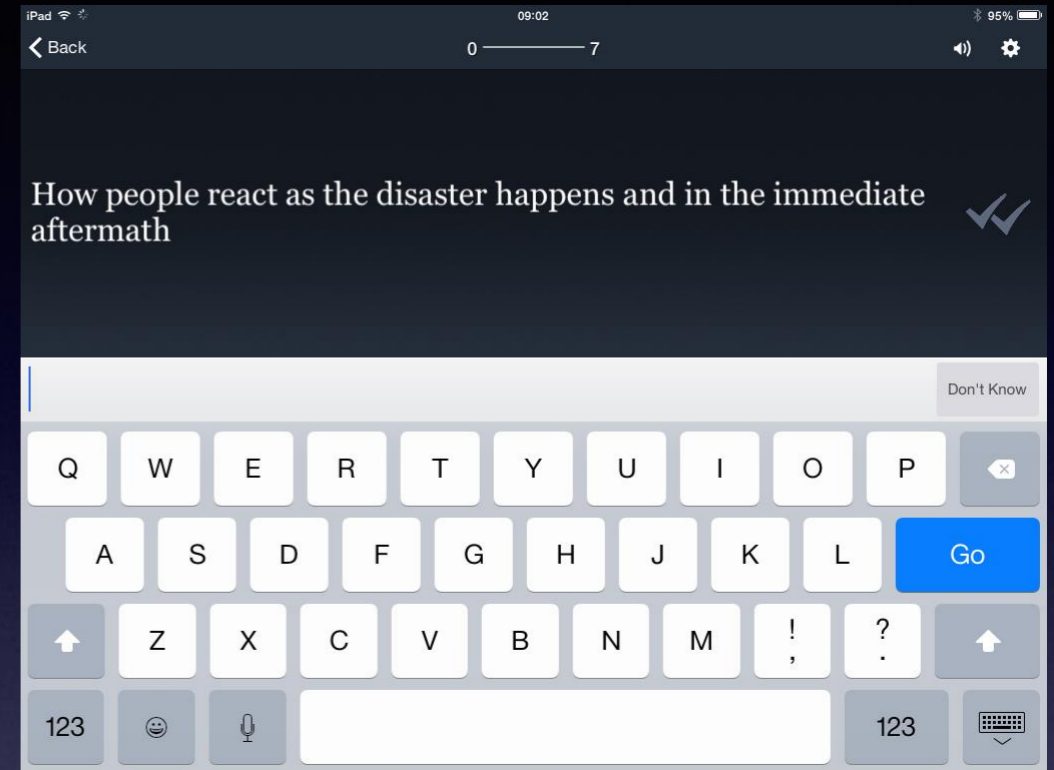 iPad 09:02 95%
Back 0 7
How people react as the disaster happens and in the immediate
aftermath
Don't Know
Q W E R T Y U I O P
A S D F G H J K L Go
Z X C V B N M ! , ? .
123 123